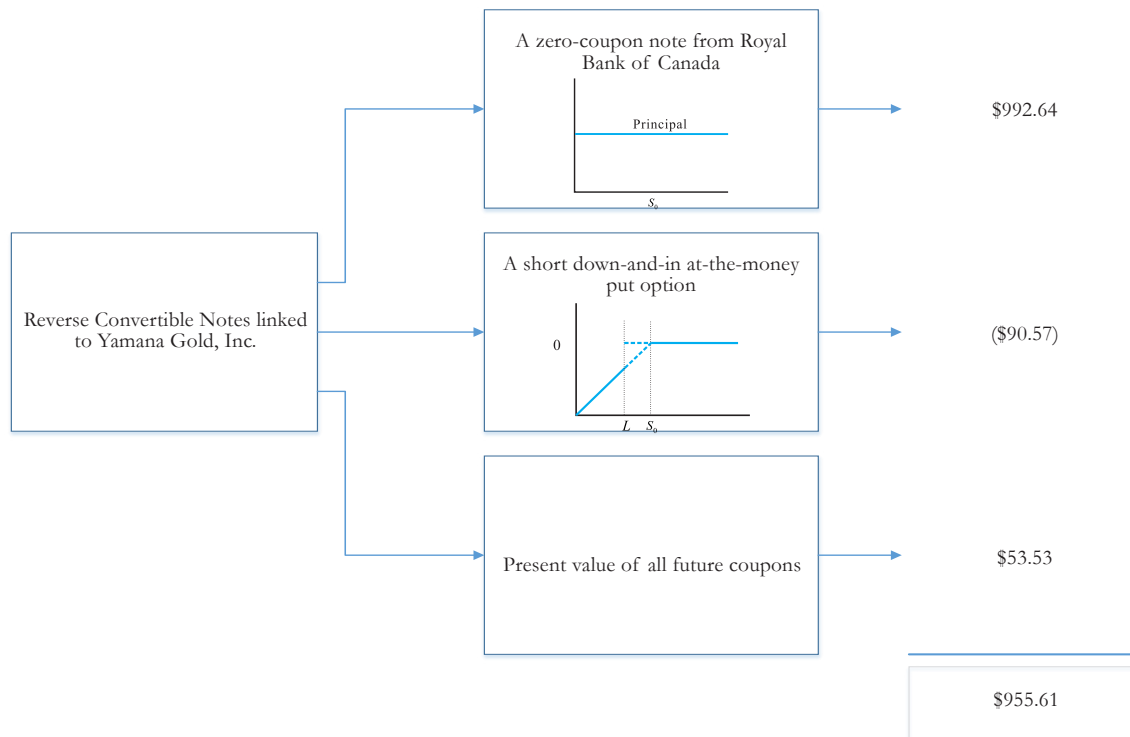 A zero-coupon note from Royal
Bank of Canada
Principal
S₀
$992.64
Reverse Convertible Notes linked
to Yamana Gold, Inc.
A short down-and-in at-the-money
put option
0
L S₀
($90.57)
Present value of all future coupons
$53.53
$955.61